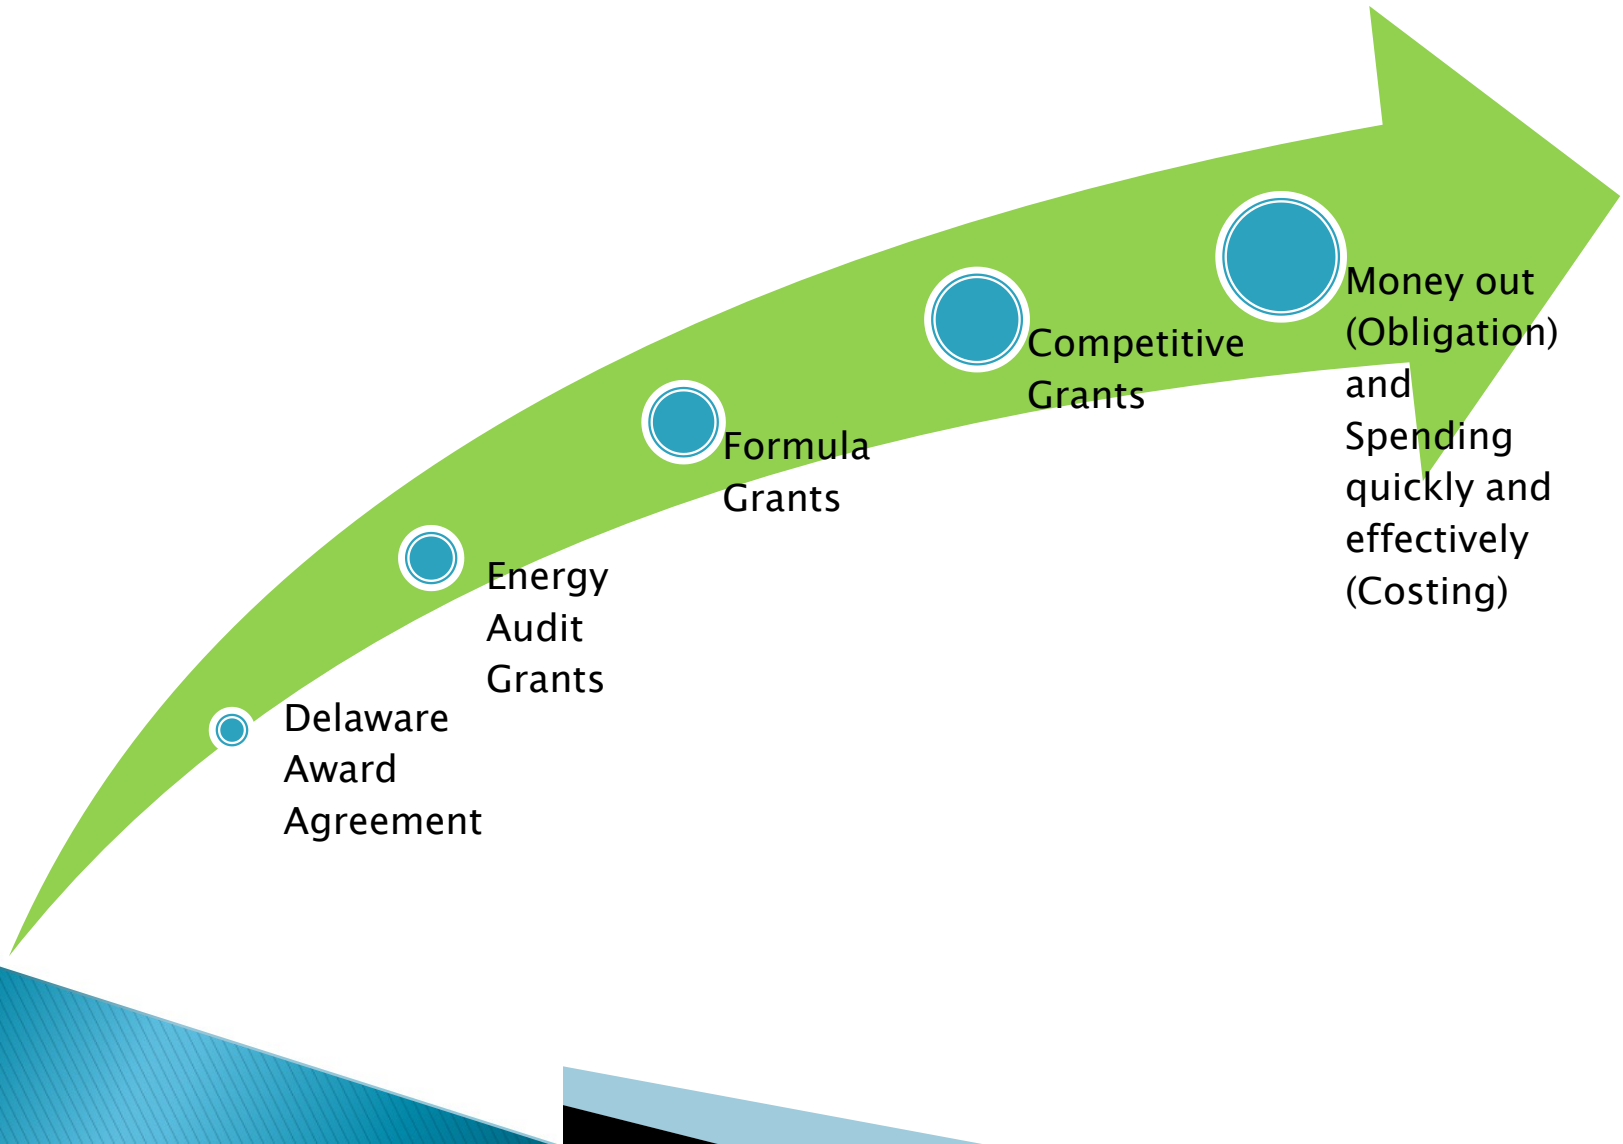 Delaware
Award
Agreement
Energy
Audit
Grants
Formula
Grants
Competitive
Grants
Money out
(Obligation)
and
Spending
quickly and
effectively
(Costing)